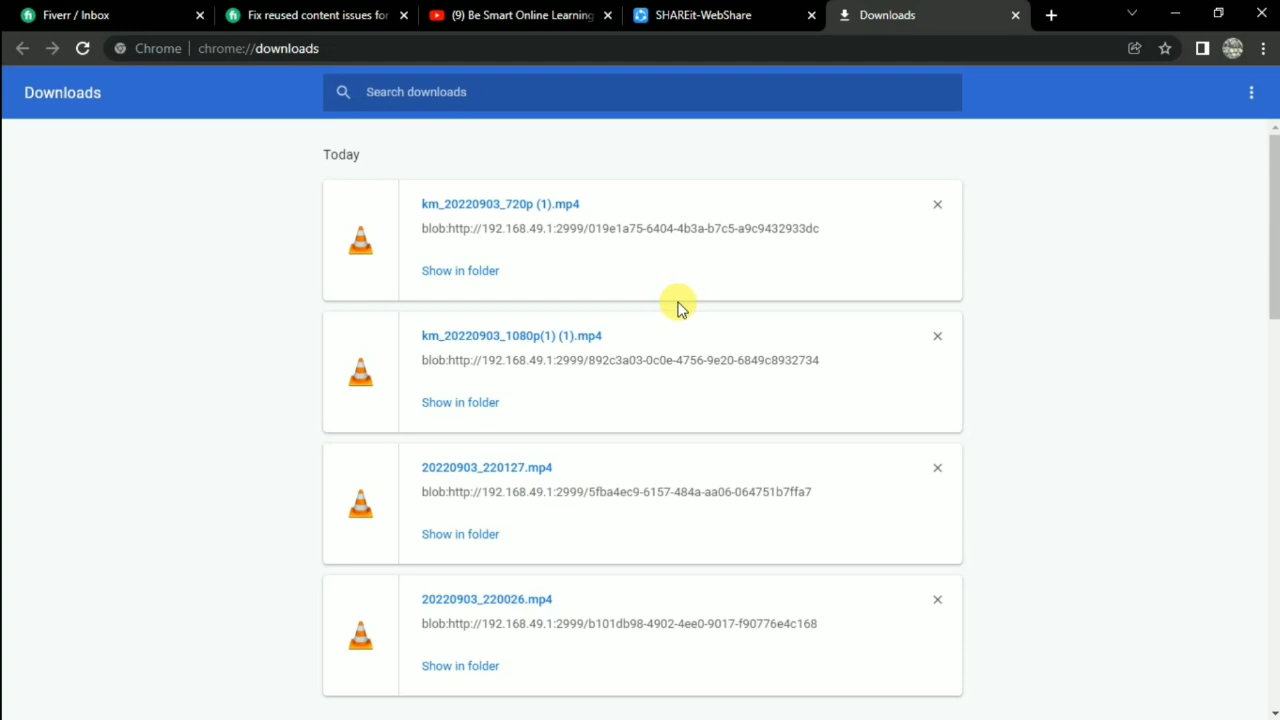 Fiverr / Inbox
Fix reused content issues for
(9) Be Smart Online Learning
SHAREit-WebShare
Downloads
Chrome
chrome://downloads
Downloads
Search downloads
Today
km_20220903_720p (1).mp4
blob:http://192.168.49.1:2999/019e1a75-6404-4b3a-b7c5-a9c9432933dc
Show in folder
km_20220903_1080p(1) (1).mp4
blob:http://192.168.49.1:2999/892c3a03-0c0e-4756-9e20-6849c8932734
Show in folder
20220903_220127.mp4
blob:http://192.168.49.1:2999/5fba4ec9-6157-484a-aa06-064751b7ffa7
Show in folder
20220903_220026.mp4
blob:http://192.168.49.1:2999/b101db98-4902-4ee0-9017-f90776e4c168
Show in folder